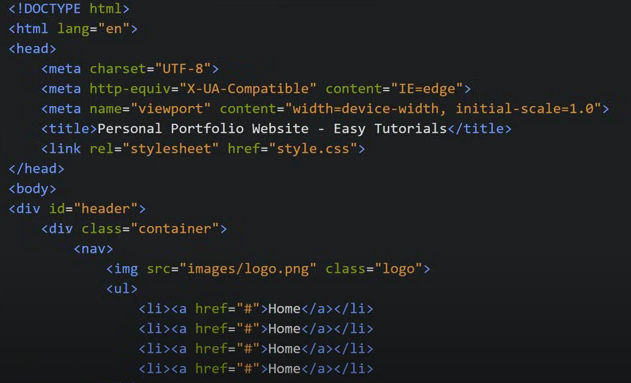 <!DOCTYPE html>
<html lang="en">
<head>
<meta charset="UTF-8">
<meta http-equiv="X-UA-Compatible" content="IE=edge">
<meta name="viewport" content="width=device-width, initial-scale=1.0">
<title>Personal Portfolio Website - Easy Tutorials</title>
<link rel="stylesheet" href="style.css">
</head>
<body>
<div id="header">
<div class="container">
<nav>
<img src="images/logo.png" class="logo">
<ul>
<li><a href="#">Home</a></li>
<li><a href="#">Home</a></li>
<li><a href="#">Home</a></li>
<li><a href="#">Home</a></li>